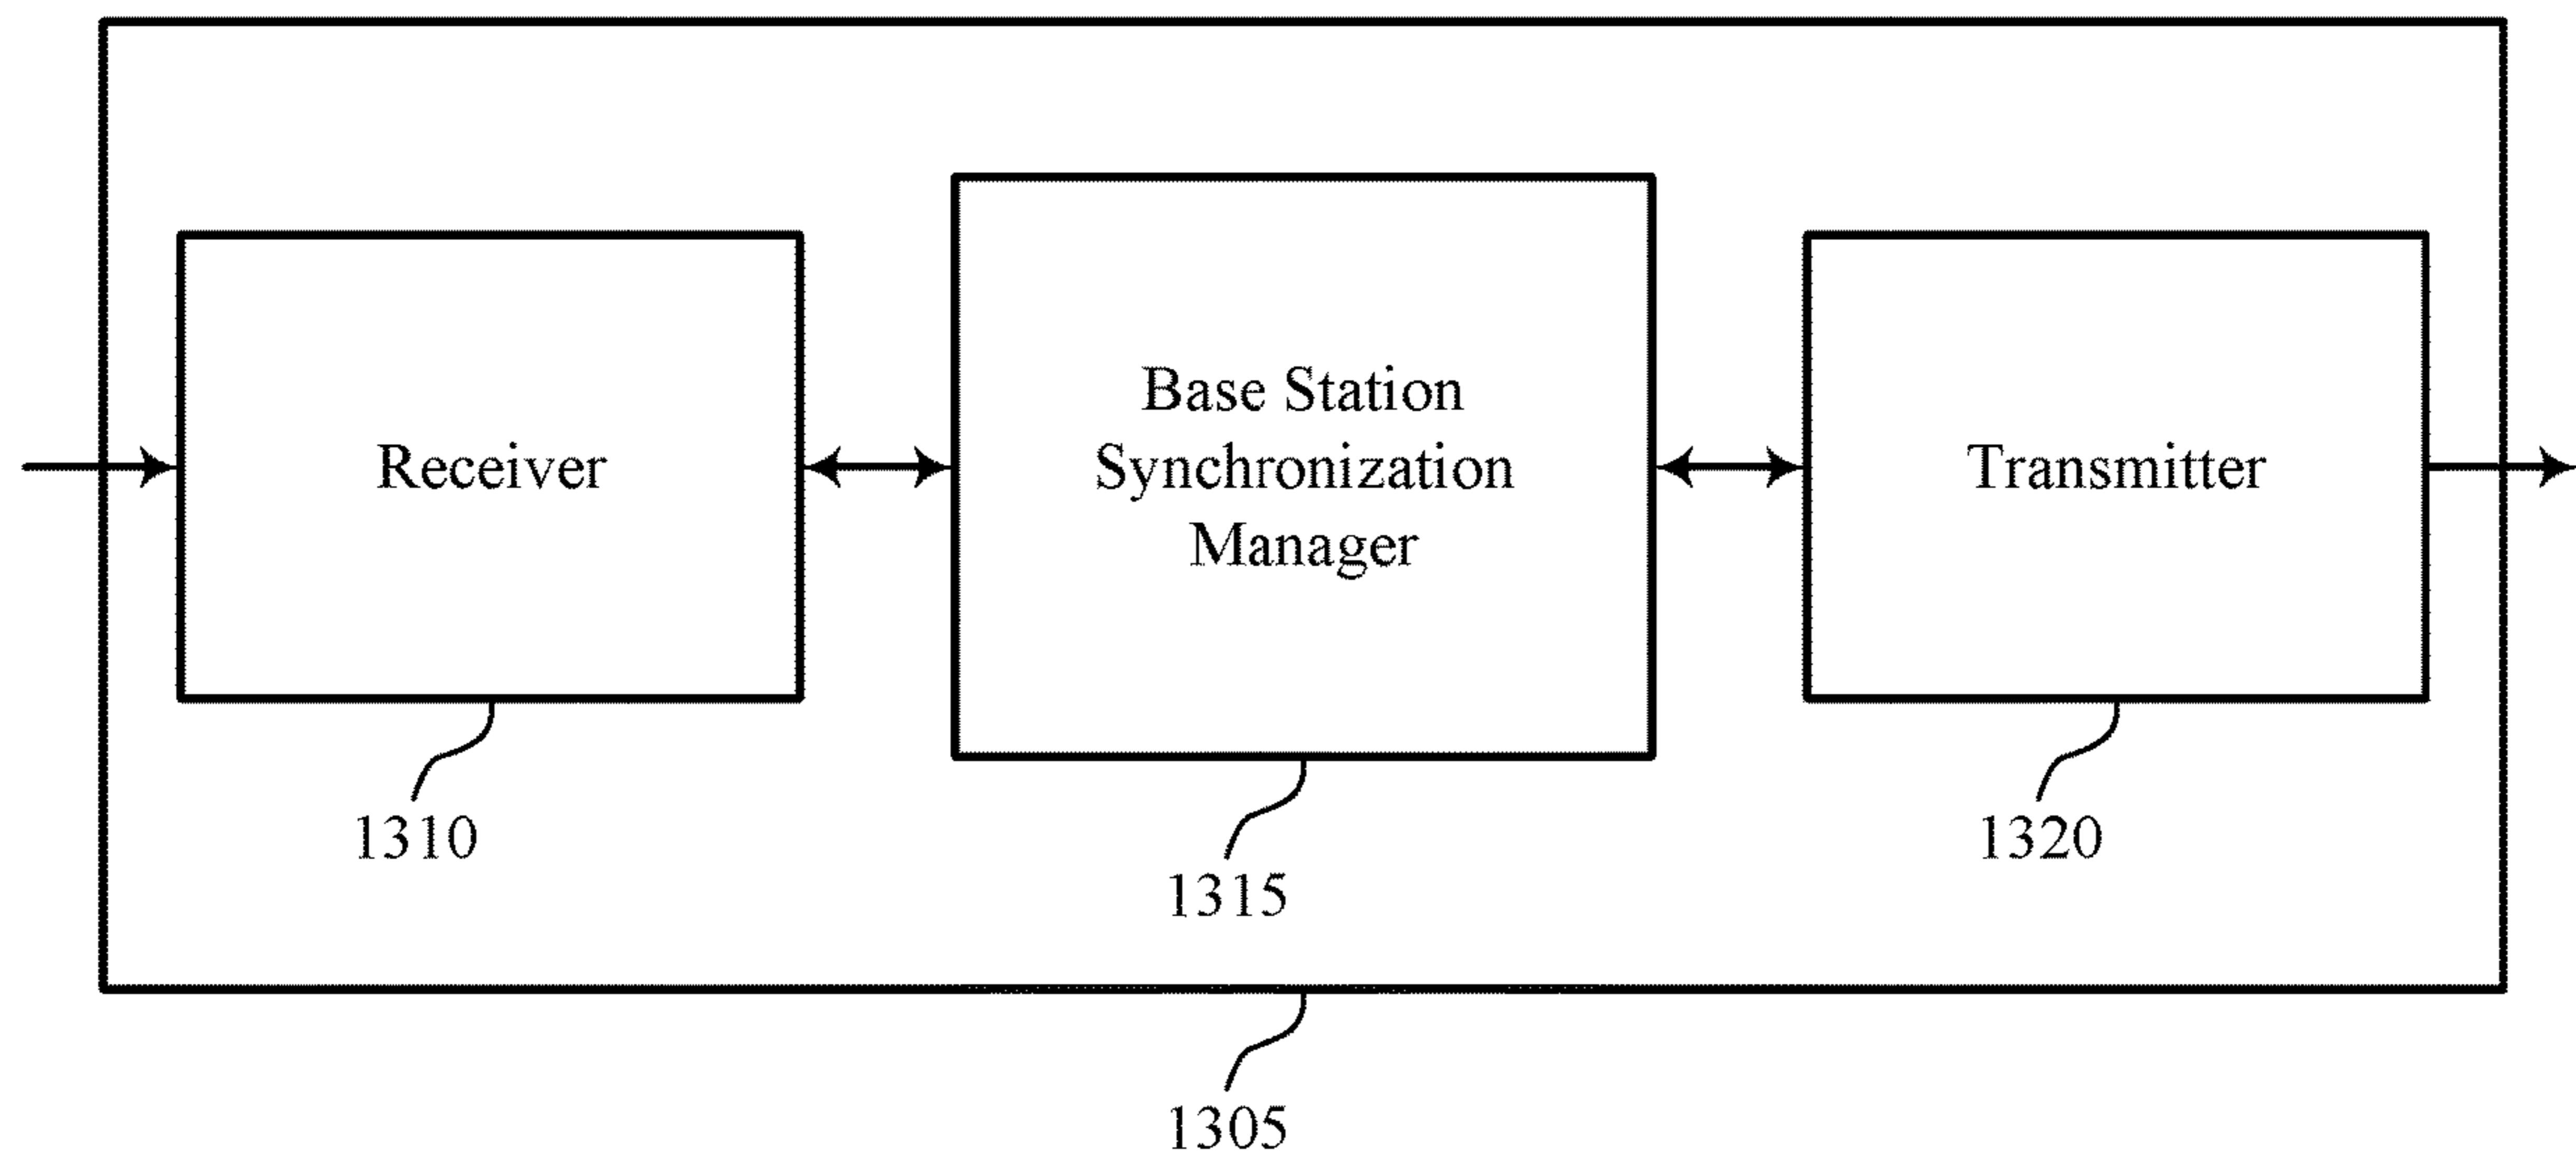 Receiver
Base Station
Synchronization
Manager
Transmitter
1310
1315
1320
1305